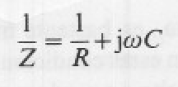 1/Z = 1/R + jωC